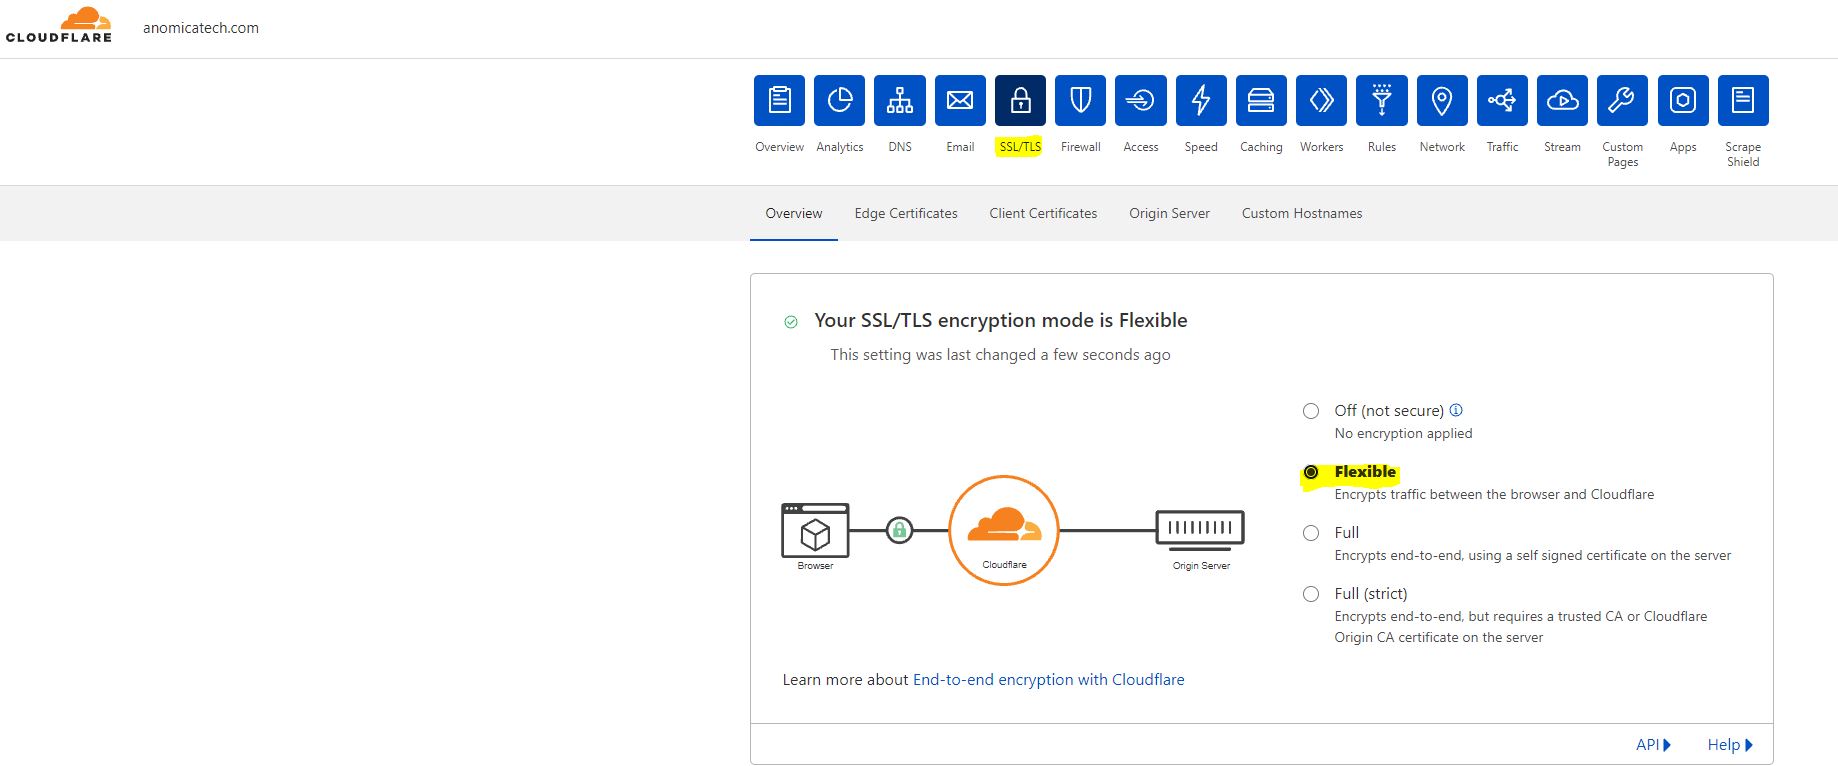 CLOUDFLARE
anomicatech.com
Overview
Analytics
DNS
Email
SSL/TLS
Firewall
Access
Speed
Caching
Workers
Rules
Network
Traffic
Stream
Custom
Pages
Apps
Scrape
Shield
Overview
Edge Certificates
Client Certificates
Origin Server
Custom Hostnames
Your SSL/TLS encryption mode is Flexible
This setting was last changed a few seconds ago
Browser
Cloudflare
Origin Server
Off (not secure)
No encryption applied
Flexible
Encrypts traffic between the browser and Cloudflare
Full
Encrypts end-to-end, using a self signed certificate on the server
Full (strict)
Encrypts end-to-end, but requires a trusted CA or Cloudflare
Origin CA certificate on the server
Learn more about End-to-end encryption with Cloudflare
API
Help